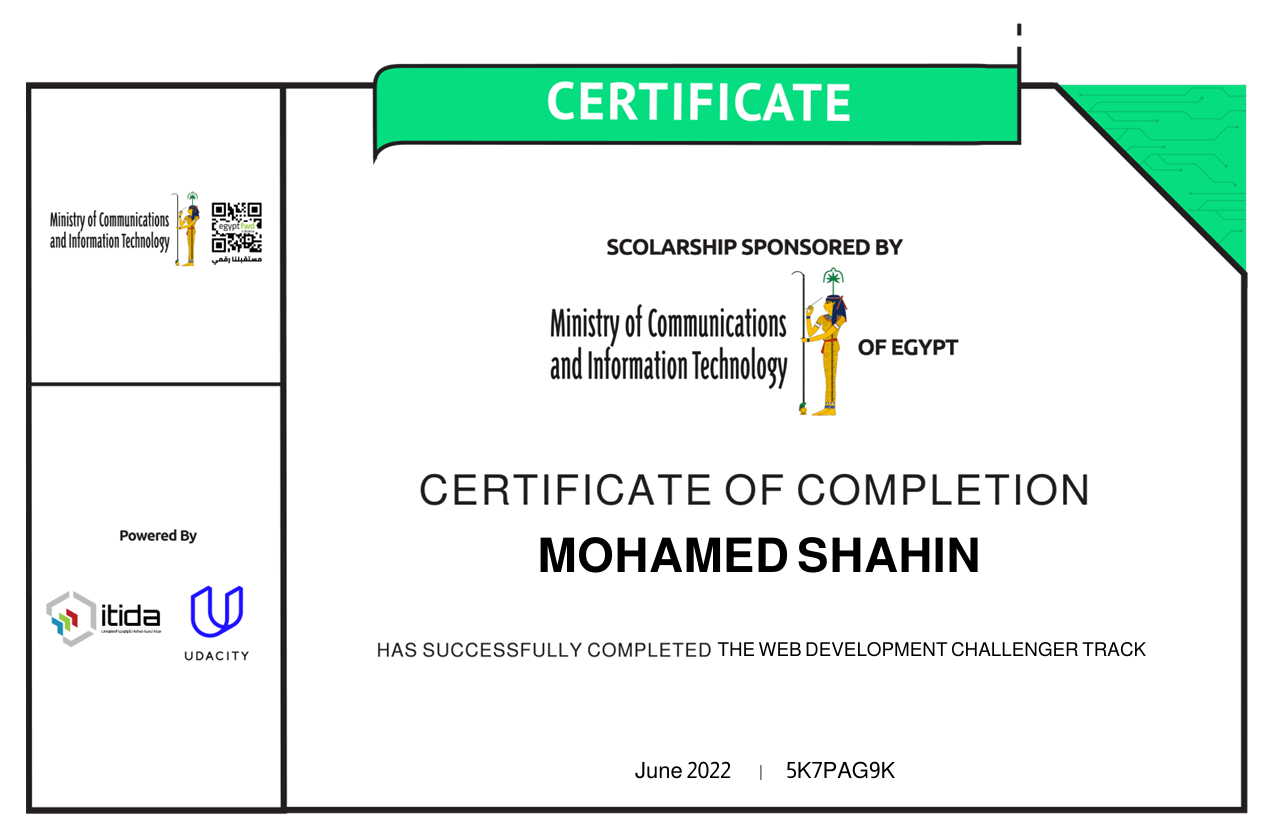 CERTIFICATE
Ministry of Communications
and Information Technology
egyptfwd
مستقبلنا رقمي
SCOLARSHIP SPONSORED BY
Ministry of Communications
and Information Technology
OF EGYPT
CERTIFICATE OF COMPLETION
MOHAMED SHAHIN
HAS SUCCESSFULLY COMPLETED THE WEB DEVELOPMENT CHALLENGER TRACK
June 2022 | 5K7PAG9K
Powered By
itida
UDACITY